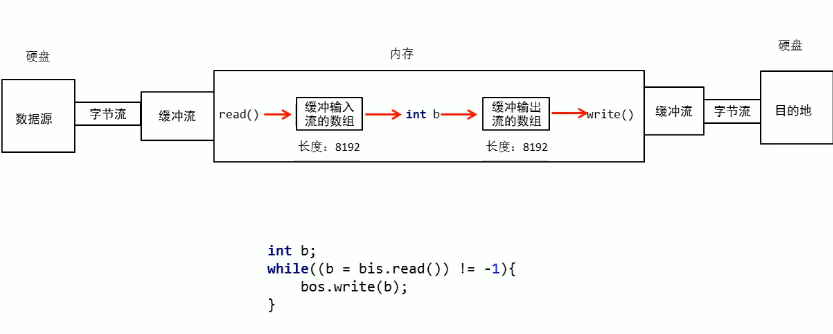 硬盘
内存
硬盘
数据源
字节流
缓冲流
read()
缓冲输入
流的数组
int b
缓冲输出
流的数组
write()
缓冲流
字节流
目的地
长度：8192
长度：8192
int b;
while((b = bis.read()) != -1){
    bos.write(b);
}